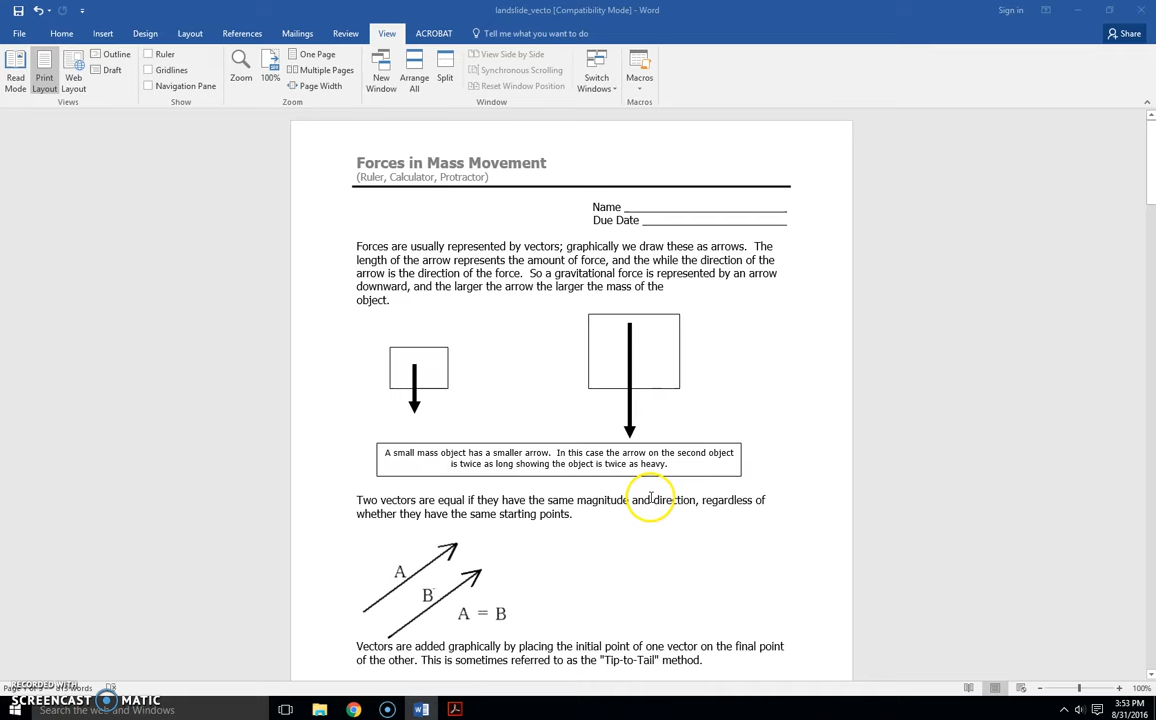 landslide_vecto [Compatibility Mode] - Word
Sign in
File Home Insert Design Layout References Mailings Review View ACROBAT Tell me what you want to do
Share
Read Mode
Print Layout
Web Layout
Outline
Draft
Views
Ruler
Gridlines
Navigation Pane
Show
Zoom
100%
One Page
Multiple Pages
Page Width
Zoom
New Window
Arrange All
Split
View Side by Side
Synchronous Scrolling
Reset Window Position
Window
Switch Windows
Macros
Macros
Forces in Mass Movement
(Ruler, Calculator, Protractor)
Name
Due Date
Forces are usually represented by vectors; graphically we draw these as arrows. The
length of the arrow represents the amount of force, and the while the direction of the
arrow is the direction of the force. So a gravitational force is represented by an arrow
downward, and the larger the arrow the larger the mass of the
object.
A small mass object has a smaller arrow. In this case the arrow on the second object
is twice as long showing the object is twice as heavy.
Two vectors are equal if they have the same magnitude and direction, regardless of
whether they have the same starting points.
A
B
A = B
Vectors are added graphically by placing the initial point of one vector on the final point
of the other. This is sometimes referred to as the "Tip-to-Tail" method.
words
100%
RECORDED WITH
SCREENCAST MATIC
Search the web and Windows
3:53 PM
8/31/2016